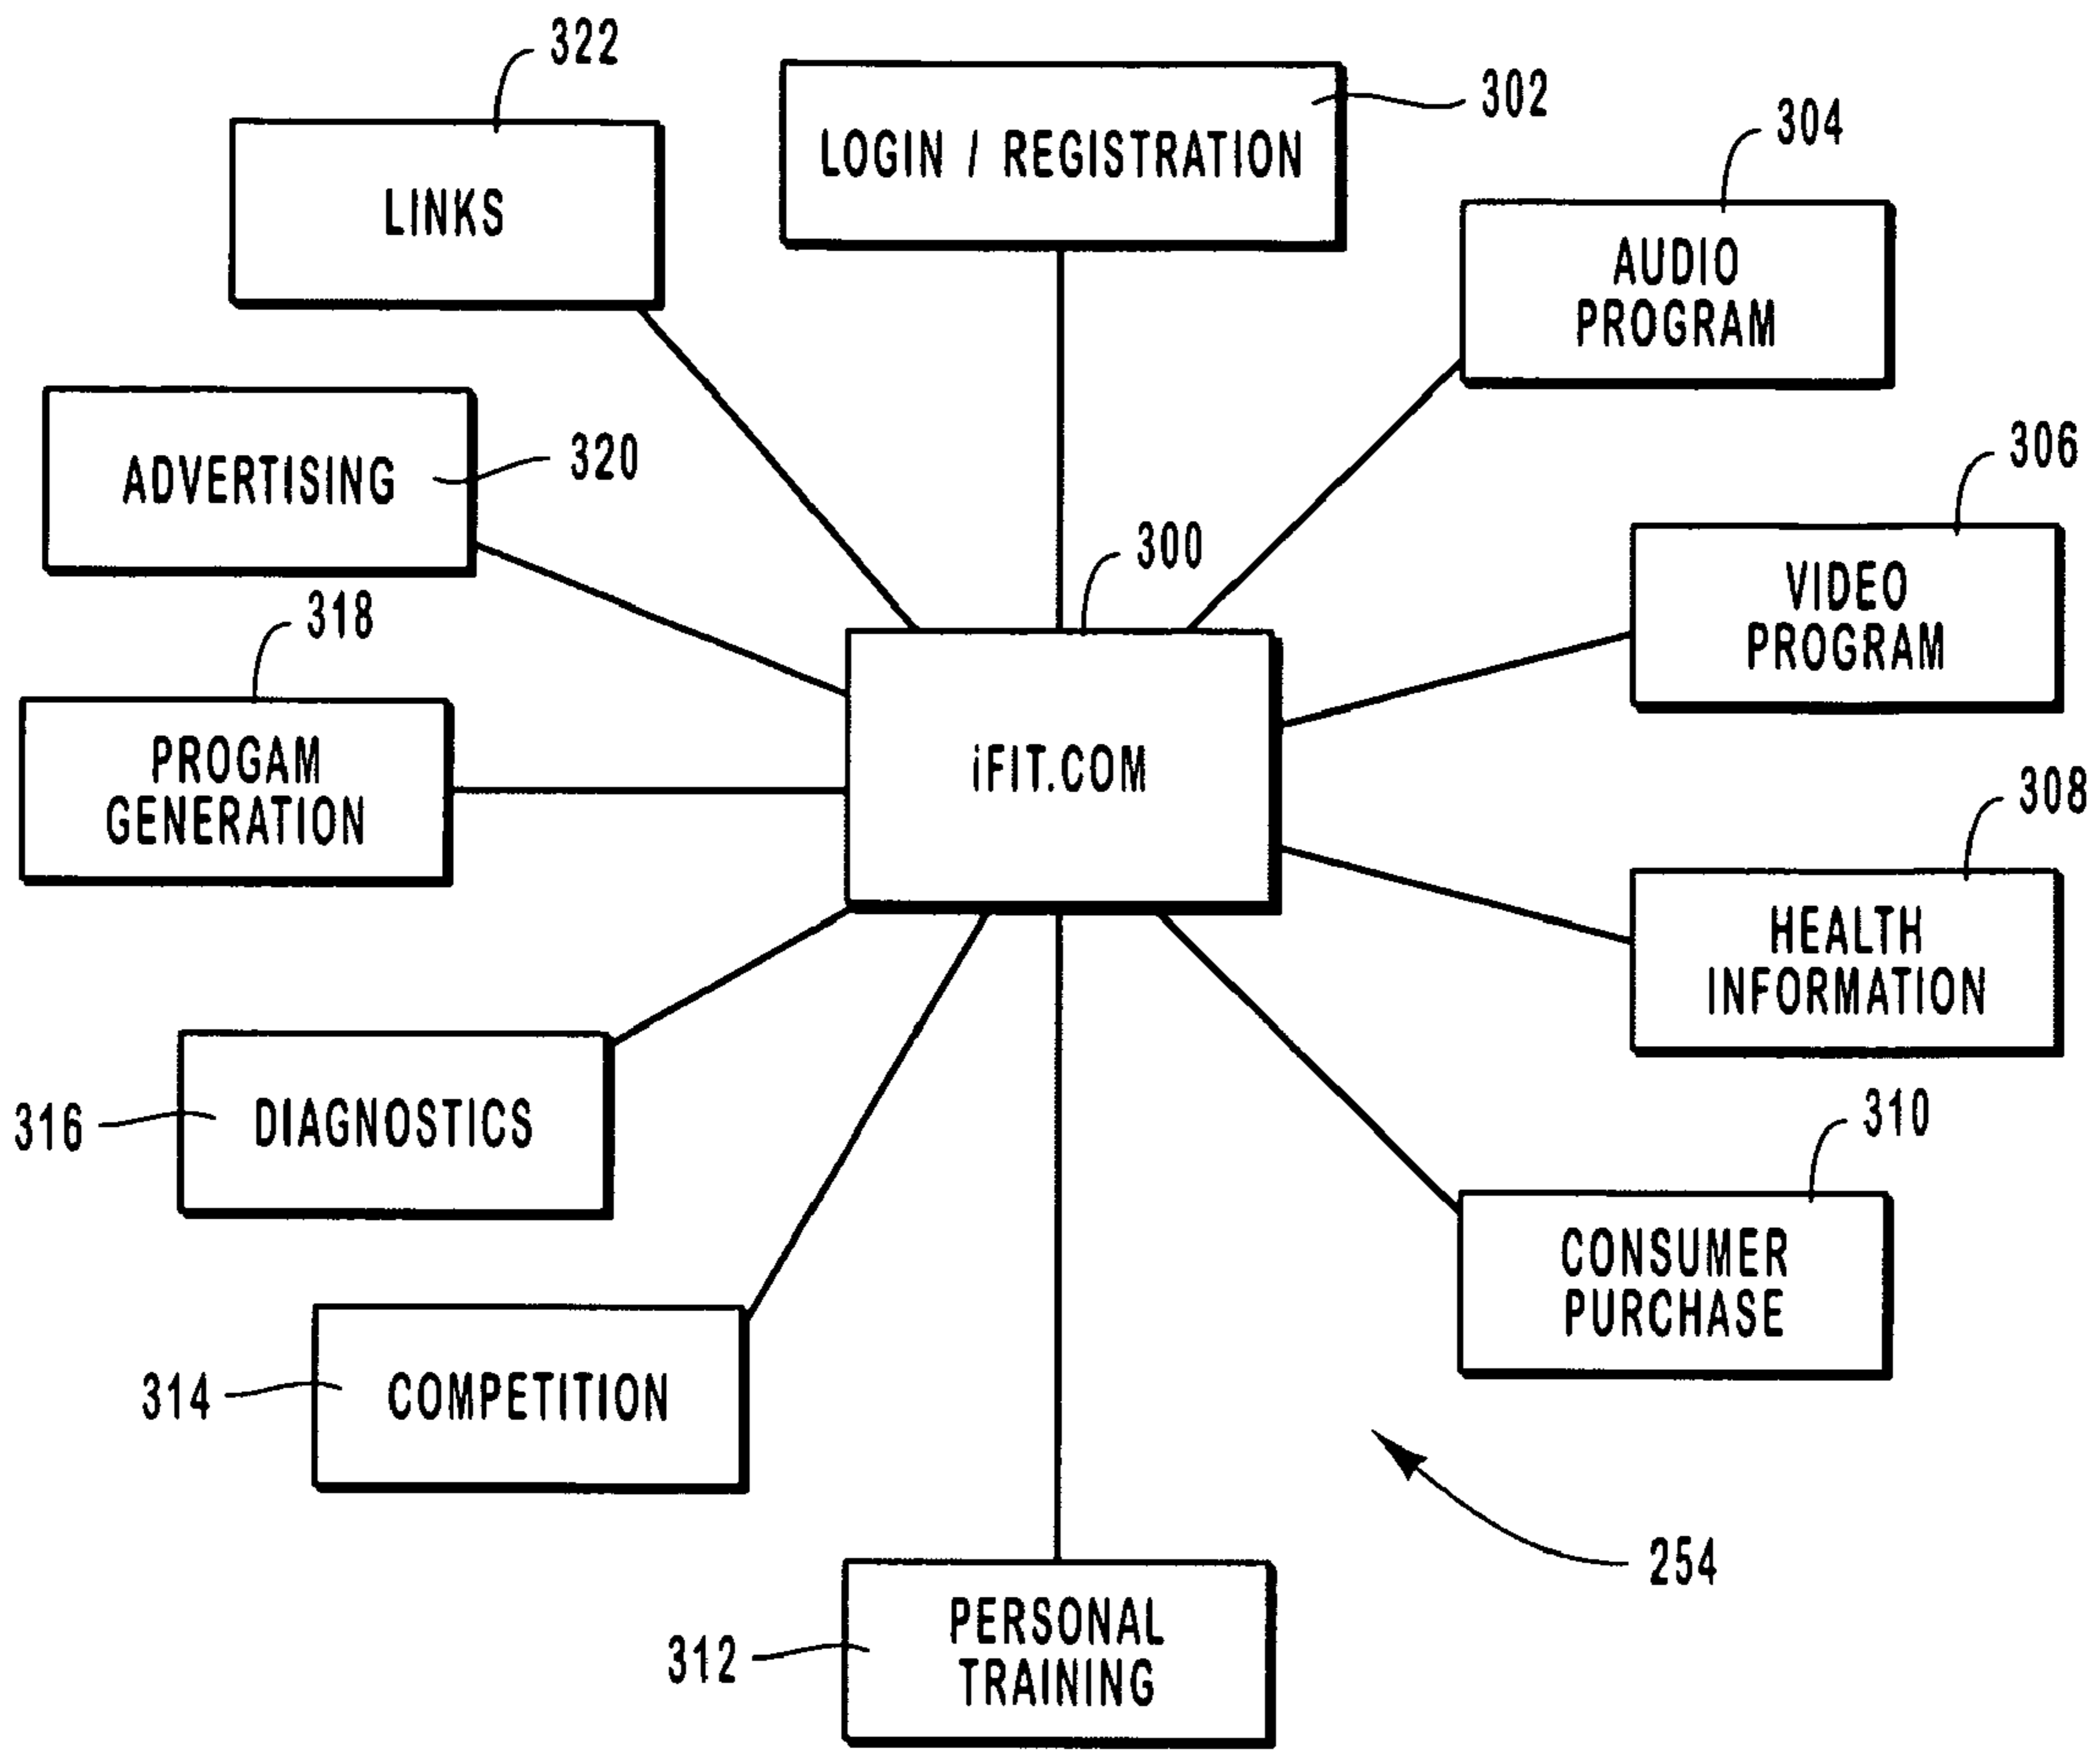 322
302
LOGIN / REGISTRATION
304
LINKS
AUDIO
PROGRAM
306
320
ADVERTISING
300
VIDEO
PROGRAM
318
PROGAM
GENERATION
iFIT.COM
308
HEALTH
INFORMATION
316
DIAGNOSTICS
310
CONSUMER
PURCHASE
314
COMPETITION
254
312
PERSONAL
TRAINING